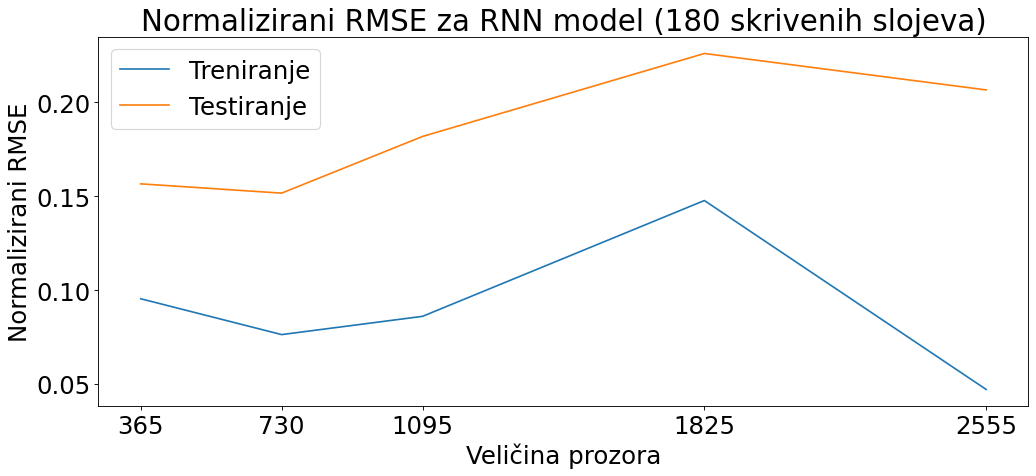 Normalizirani RMSE za RNN model (180 skrivenih slojeva)
Treniranje
Testiranje
Normalizirani RMSE
0.20
0.15
0.10
0.05
365 730 1095 1825 2555
Veličina prozora